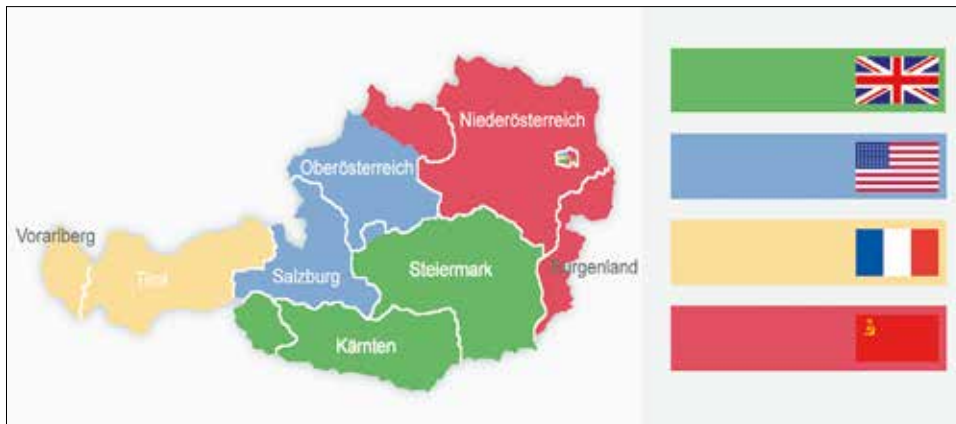 Niederösterreich
Oberösterreich
Vorarlberg
Tirol
Salzburg
Steiermark
Burgenland
Kärnten